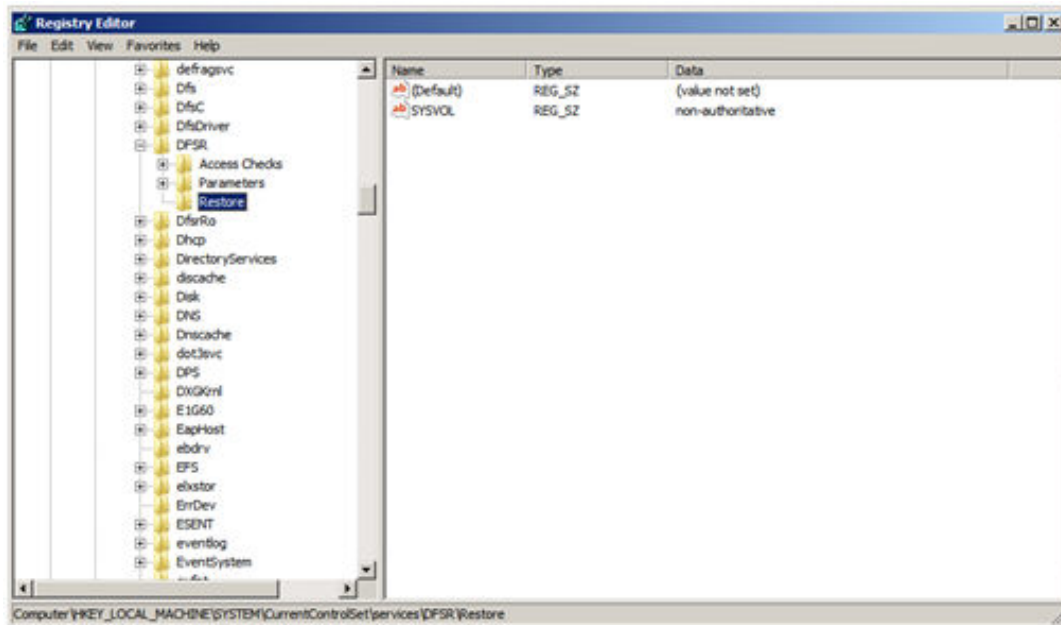 Registry Editor
File Edit View Favorites Help
defragsvc
Dfs
DfsC
DfsDriver
DFSR
Access Checks
Parameters
Restore
DfsrRo
Dhcp
DirectoryServices
discache
Disk
DNS
Dnscache
dot3svc
DPS
DXGKrnl
E1G60
EapHost
ebdrv
EFS
elxstor
ErrDev
ESENT
eventlog
EventSystem
Name Type Data
ab (Default) REG_SZ (value not set)
ab SYSVOL REG_SZ non-authoritative
Computer\HKEY_LOCAL_MACHINE\SYSTEM\CurrentControlSet\services\DFSR\Restore